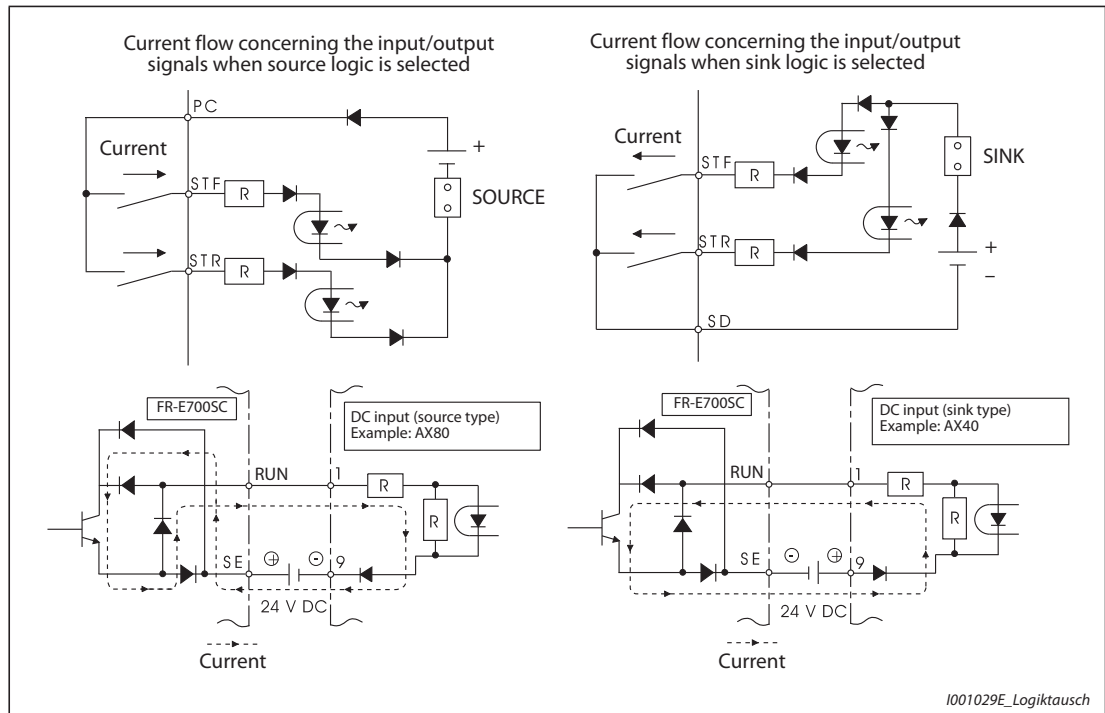 Current flow concerning the input/output
signals when source logic is selected
PC
Current
STF
R
STR
R
+
SOURCE
Current flow concerning the input/output
signals when sink logic is selected
Current
STF
R
STR
R
SINK
+
–
SD
FR-E700SC
DC input (source type)
Example: AX80
RUN
1
R
R
SE
+
-
9
24 V DC
Current
FR-E700SC
DC input (sink type)
Example: AX40
RUN
1
R
R
SE
-
+
9
24 V DC
Current
I001029E_Logiktausch